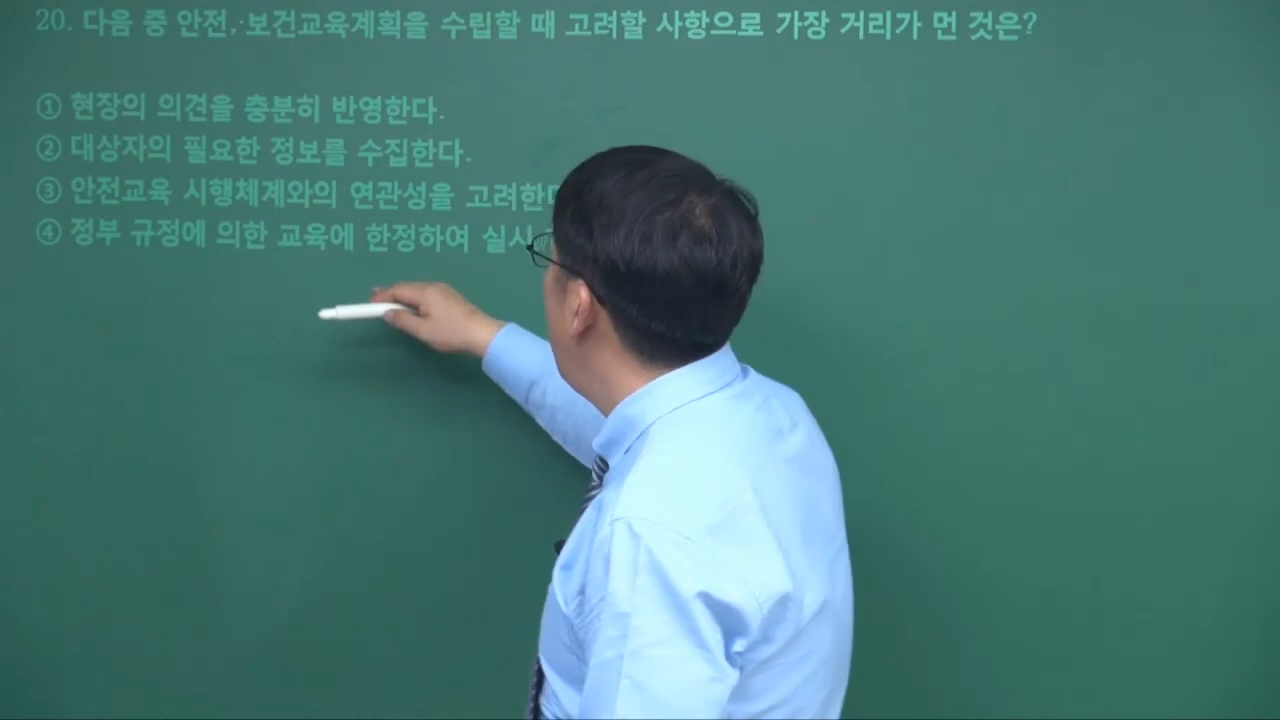 20. 다음 중 안전, 보건교육계획을 수립할 때 고려할 사항으로 가장 거리가 먼 것은?
① 현장의 의견을 충분히 반영한다.
② 대상자의 필요한 정보를 수집한다.
③ 안전교육 시행체계와의 연관성을 고려한
④ 정부 규정에 의한 교육에 한정하여 실시